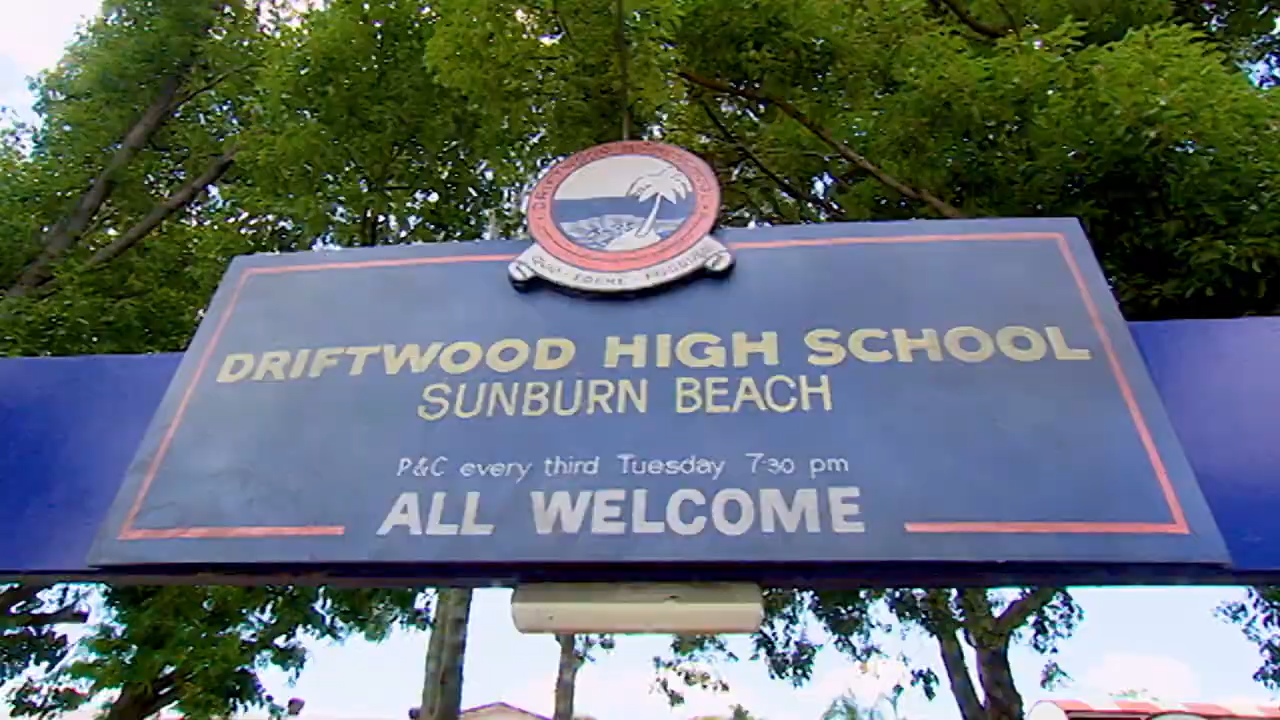 DRIFTWOOD HIGH SCHOOL
SUNBURN BEACH
P&C every third Tuesday 7·30 pm
ALL WELCOME